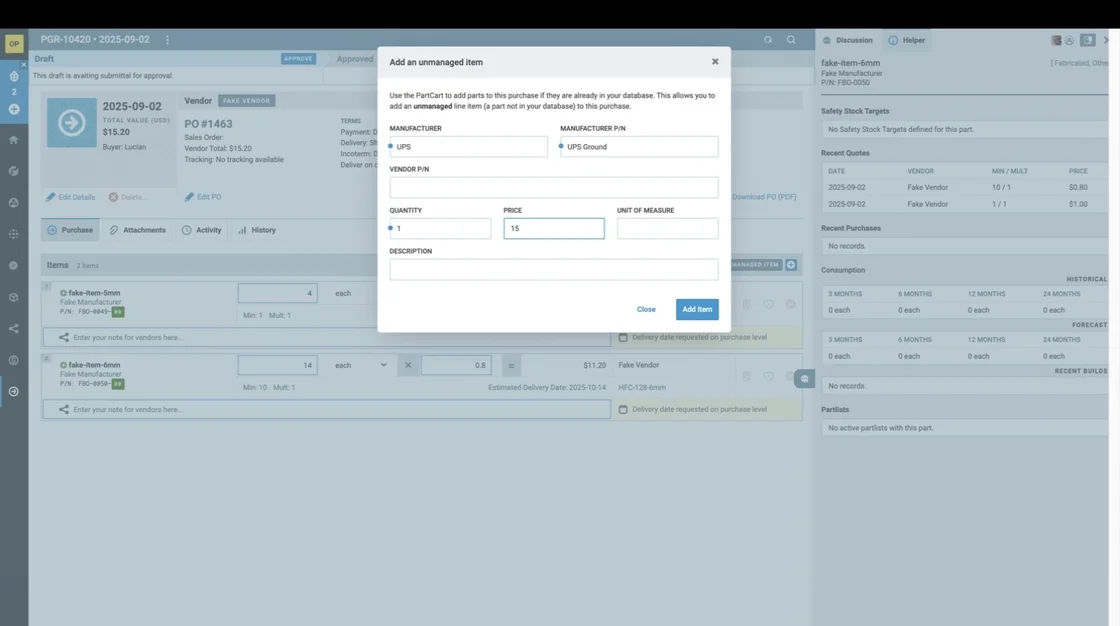 OP
PGR-10420 • 2025-09-02
Discussion
Helper
Draft
APPROVE
Approved
This draft is awaiting submittal for approval.
2
2025-09-02
TOTAL VALUE (USD)
$15.20
Buyer: Lucian
Edit Details
Delete...
Vendor
FAKE VENDOR
PO #1463
Sales Order:
Vendor Total: $15.20
Tracking: No tracking available
Edit PO
TERMS
Payment:
Delivery:
Incoterm:
Deliver on
Download PO (PDF)
Purchase
Attachments
Activity
History
Items
2 items
MANAGED ITEM
fake-item-5mm
Fake Manufacturer
P/N: FBO-0049-
4
each
Min: 1 Mult: 1
Enter your note for vendors here...
Delivery date requested on purchase level
2
fake-item-6mm
Fake Manufacturer
P/N: FBO-0050-
14
each
0.8
=
$11.20
Fake Vendor
Min: 10 Mult: 1
Estimated Delivery Date: 2025-10-14
HFC-128-6mm
Enter your note for vendors here...
Delivery date requested on purchase level
Add an unmanaged item
Use the PartCart to add parts to this purchase if they are already in your database. This allows you to
add an unmanaged line item (a part not in your database) to this purchase.
MANUFACTURER
MANUFACTURER P/N
UPS
UPS Ground
VENDOR P/N
QUANTITY
PRICE
UNIT OF MEASURE
1
15
DESCRIPTION
Close
Add Item
fake-item-6mm
[ Fabricated, Other
Fake Manufacturer
P/N: FBO-0050
Safety Stock Targets
No Safety Stock Targets defined for this part.
Recent Quotes
DATE VENDOR MIN / MULT PRICE
2025-09-02 Fake Vendor 10 / 1 $0.80
2025-09-02 Fake Vendor 1 / 1 $1.00
Recent Purchases
No records.
Consumption
HISTORICAL
3 MONTHS 6 MONTHS 12 MONTHS 24 MONTHS
0 each 0 each 0 each 0 each
FORECAST
3 MONTHS 6 MONTHS 12 MONTHS 24 MONTHS
0 each 0 each 0 each 0 each
RECENT BUILDS
No records.
Partlists
No active partlists with this part.